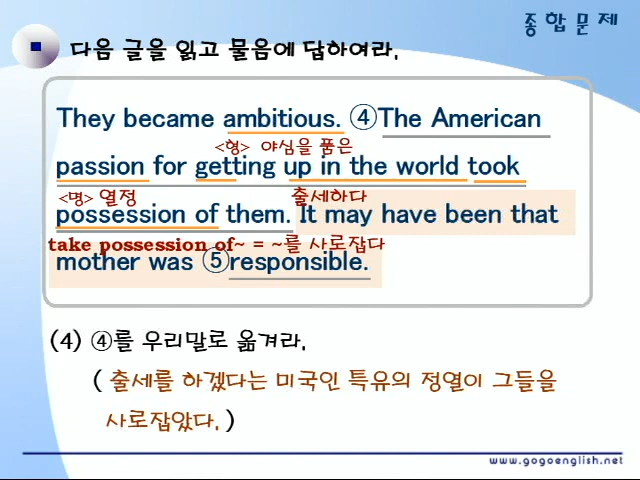 종합문제
다음 글을 읽고 물음에 답하여라.
They became ambitious. ④The American
<형> 야심을 품은
passion for getting up in the world took
<명> 열정 출세하다
possession of them. It may have been that
take possession of~ = ~를 사로잡다
mother was ⑤responsible.
(4) ④를 우리말로 옮겨라.
( 출세를 하겠다는 미국인 특유의 정열이 그들을
사로잡았다. )
www.gogoenglish.net